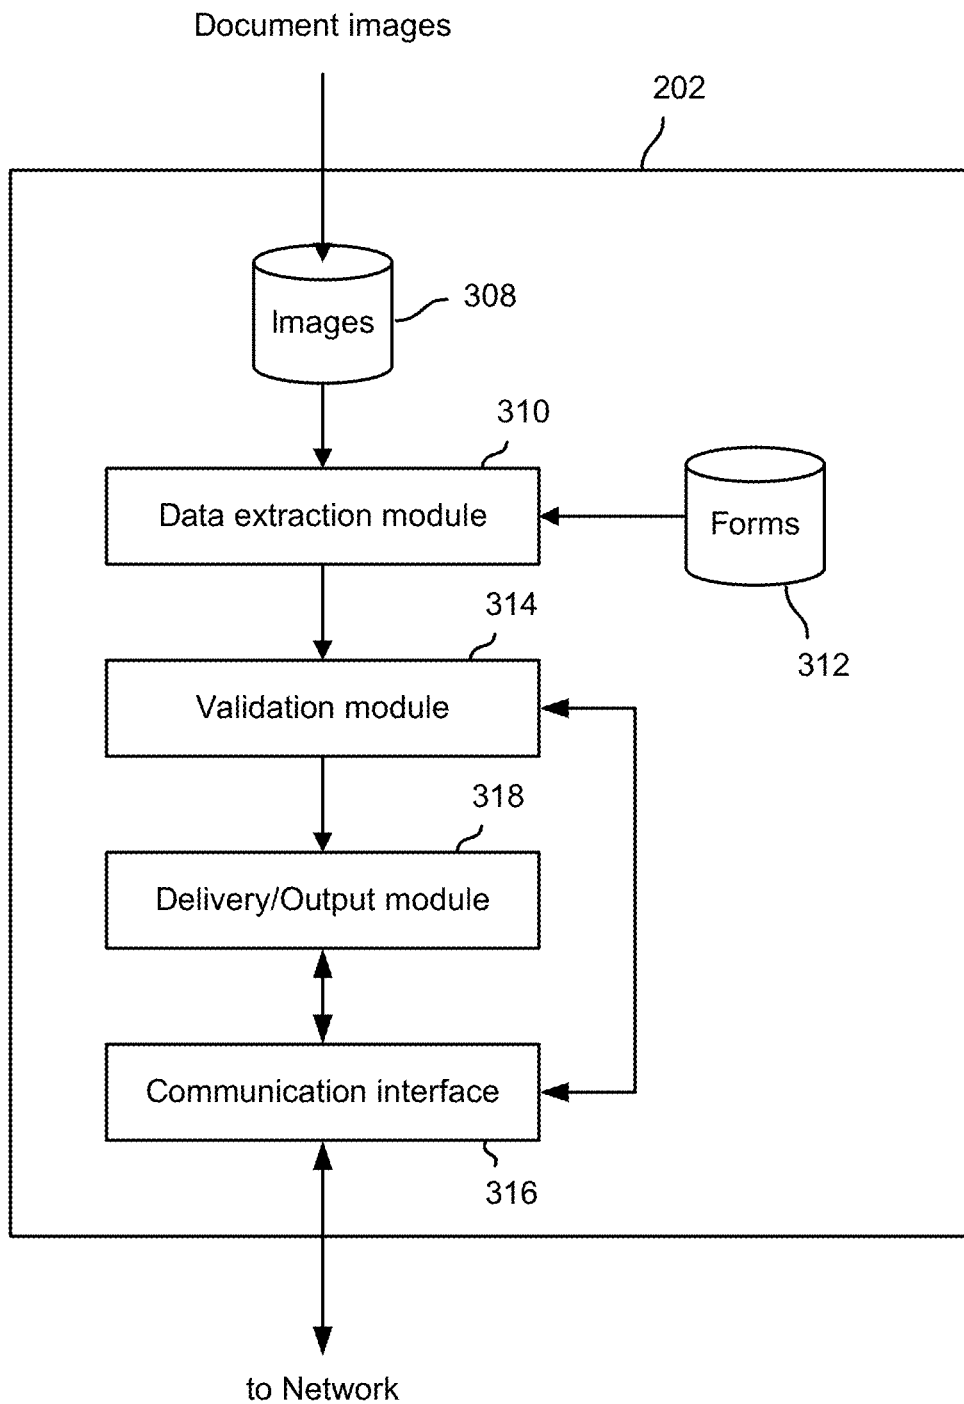 Document images
202
Images
308
310
Data extraction module
Forms
312
314
Validation module
318
Delivery/Output module
Communication interface
316
to Network